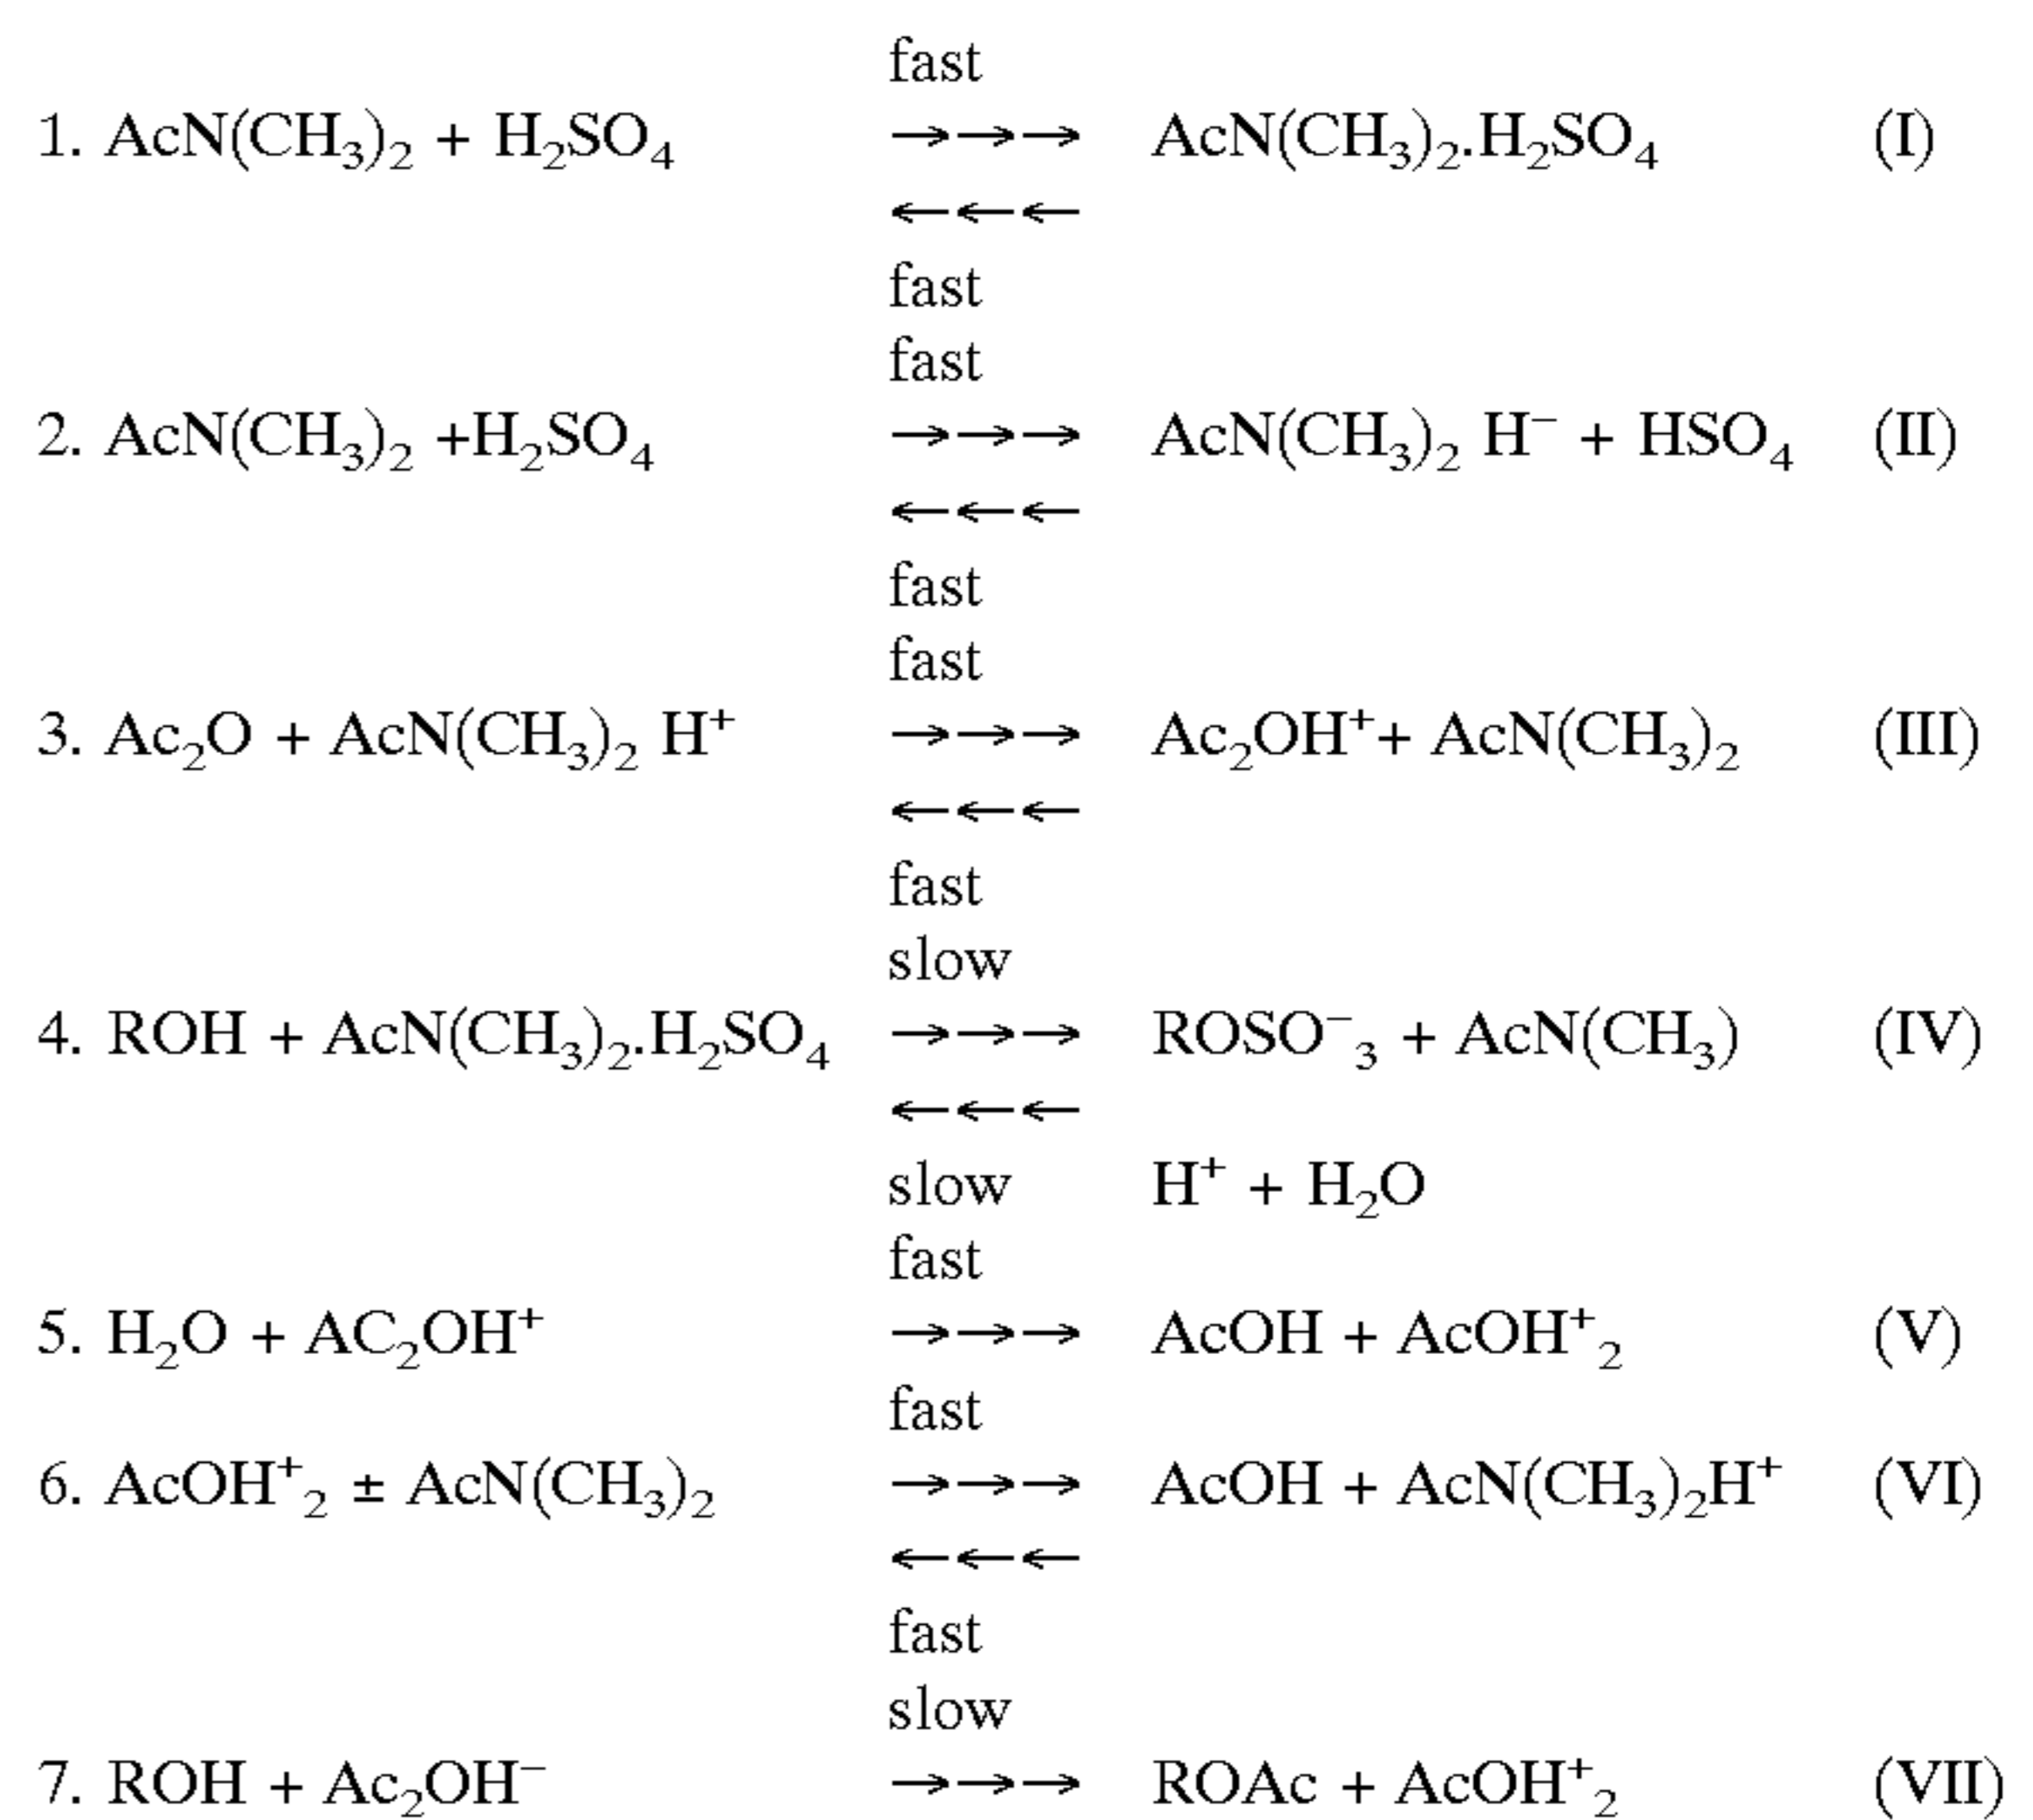 fast
1. AcN(CH₃)₂ + H₂SO₄ →→→ AcN(CH₃)₂.H₂SO₄ (I)
←←←
fast
fast
2. AcN(CH₃)₂ +H₂SO₄ →→→ AcN(CH₃)₂ H⁻ + HSO₄ (II)
←←←
fast
fast
3. Ac₂O + AcN(CH₃)₂ H⁺ →→→ Ac₂OH⁺+ AcN(CH₃)₂ (III)
←←←
fast
slow
4. ROH + AcN(CH₃)₂.H₂SO₄ →→→ ROSO⁻₃ + AcN(CH₃) (IV)
←←←
slow H⁺ + H₂O
fast
5. H₂O + AC₂OH⁺ →→→ AcOH + AcOH⁺₂ (V)
fast
6. AcOH⁺₂ ± AcN(CH₃)₂ →→→ AcOH + AcN(CH₃)₂H⁺ (VI)
←←←
fast
slow
7. ROH + Ac₂OH⁻ →→→ ROAc + AcOH⁺₂ (VII)